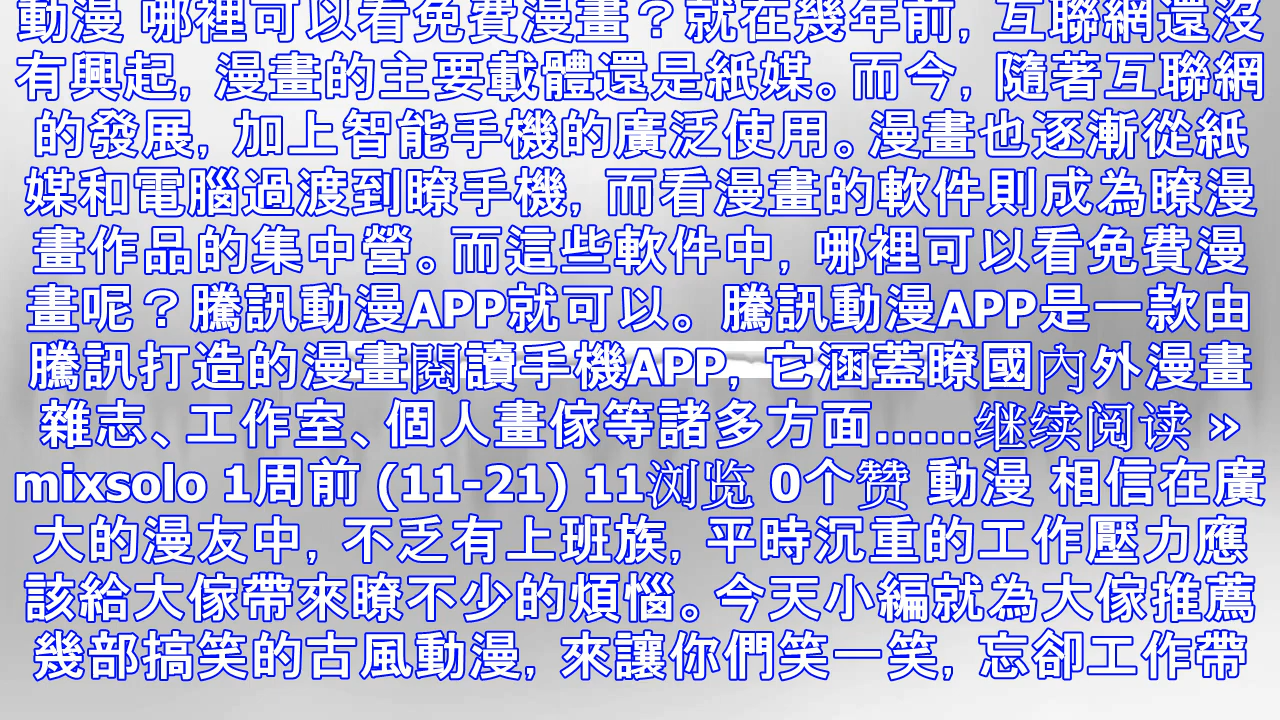 動漫 哪裡可以看免費漫畫？就在幾年前, 互聯網還沒
有興起, 漫畫的主要載體還是紙媒。而今, 隨著互聯網
的發展, 加上智能手機的廣泛使用。漫畫也逐漸從紙
媒和電腦過渡到瞭手機, 而看漫畫的軟件則成為瞭漫
畫作品的集中營。而這些軟件中, 哪裡可以看免費漫
畫呢？騰訊動漫APP就可以。騰訊動漫APP是一款由
騰訊打造的漫畫閱讀手機APP, 它涵蓋瞭國內外漫畫
雜志、工作室、個人畫傢等諸多方面......继续阅读 »
mixsolo 1周前 (11-21) 11浏览 0个赞 動漫 相信在廣
大的漫友中, 不乏有上班族, 平時沉重的工作壓力應
該給大傢帶來瞭不少的煩惱。今天小編就為大傢推薦
幾部搞笑的古風動漫, 來讓你們笑一笑, 忘卻工作帶